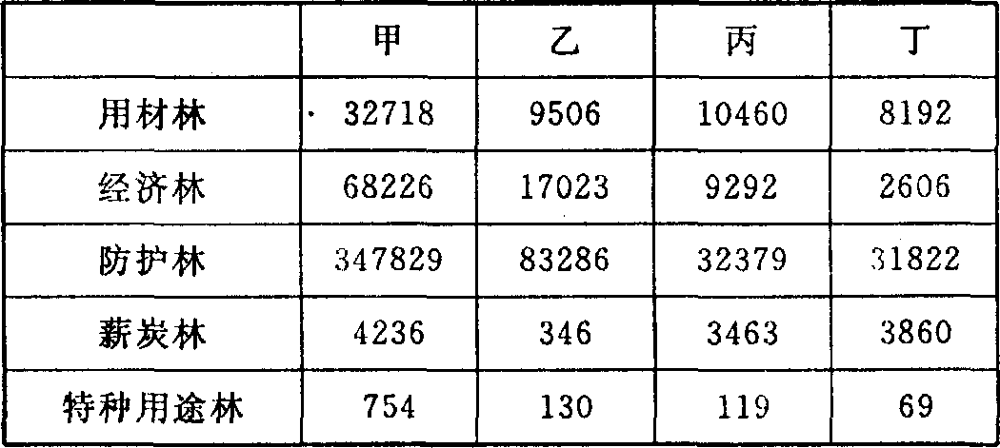 甲 乙 丙 丁
用材林 32718 9506 10460 8192
经济林 68226 17023 9292 2606
防护林 347829 83286 32379 31822
薪炭林 4236 346 3463 3860
特种用途林 754 130 119 69